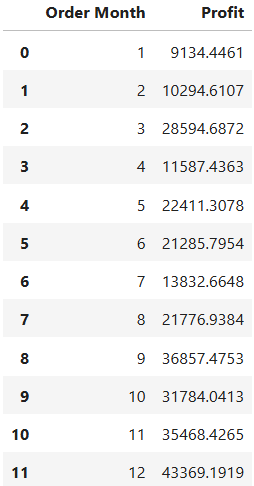 Order Month Profit
0 1 9134.4461
1 2 10294.6107
2 3 28594.6872
3 4 11587.4363
4 5 22411.3078
5 6 21285.7954
6 7 13832.6648
7 8 21776.9384
8 9 36857.4753
9 10 31784.0413
10 11 35468.4265
11 12 43369.1919